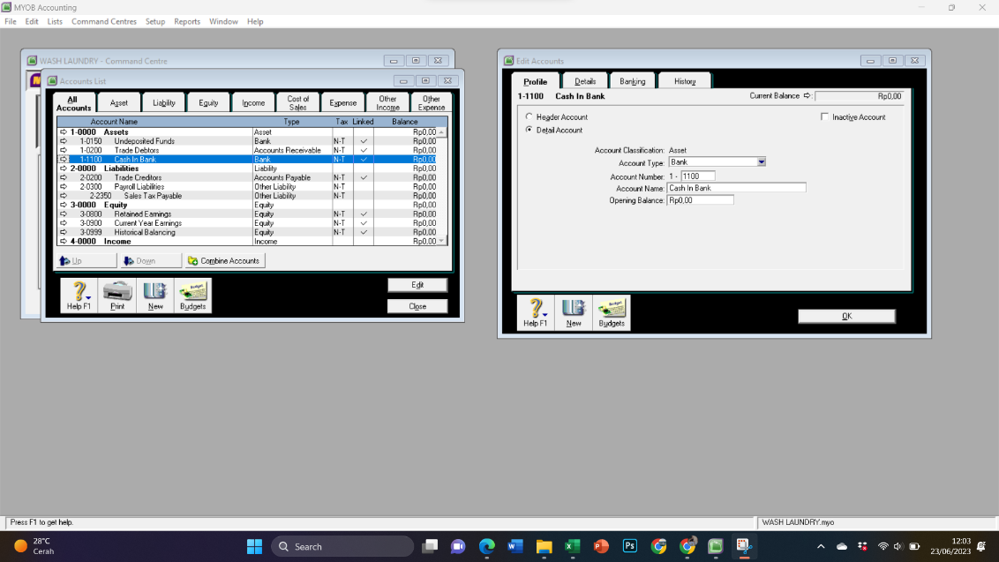 MYOB Accounting
File Edit Lists Command Centres Setup Reports Window Help
WASH LAUNDRY - Command Centre
Accounts List
All Accounts Asset Liability Equity Income Cost of Sales Expense Other Income Other Expense
Account Name Type Tax Linked Balance
1-0000 Assets Asset Rp0,00
1-0150 Undeposited Funds Bank N-T Rp0,00
1-0200 Trade Debtors Accounts Receivable N-T Rp0,00
1-1100 Cash In Bank Bank N-T Rp0,00
2-0000 Liabilities Liability Rp0,00
2-0200 Trade Creditors Accounts Payable N-T Rp0,00
2-0300 Payroll Liabilities Other Liability N-T Rp0,00
2-2350 Sales Tax Payable Other Liability N-T Rp0,00
3-0000 Equity Equity Rp0,00
3-0800 Retained Earnings Equity N-T Rp0,00
3-0900 Current Year Earnings Equity N-T Rp0,00
3-0999 Historical Balancing Equity N-T Rp0,00
4-0000 Income Income Rp0,00
Up Down Combine Accounts
Edit
Help F1 Print New Budgets
Close
Edit Accounts
Profile Details Banking History
1-1100 Cash In Bank Current Balance Rp0,00
Header Account Inactive Account
Detail Account
Account Classification: Asset
Account Type: Bank
Account Number: 1 - 1100
Account Name: Cash In Bank
Opening Balance: Rp0,00
Help F1 New Budgets
OK
Press F1 to get help. WASH LAUNDRY.myo
28°C
Cerah
Search
12:03
23/06/2023